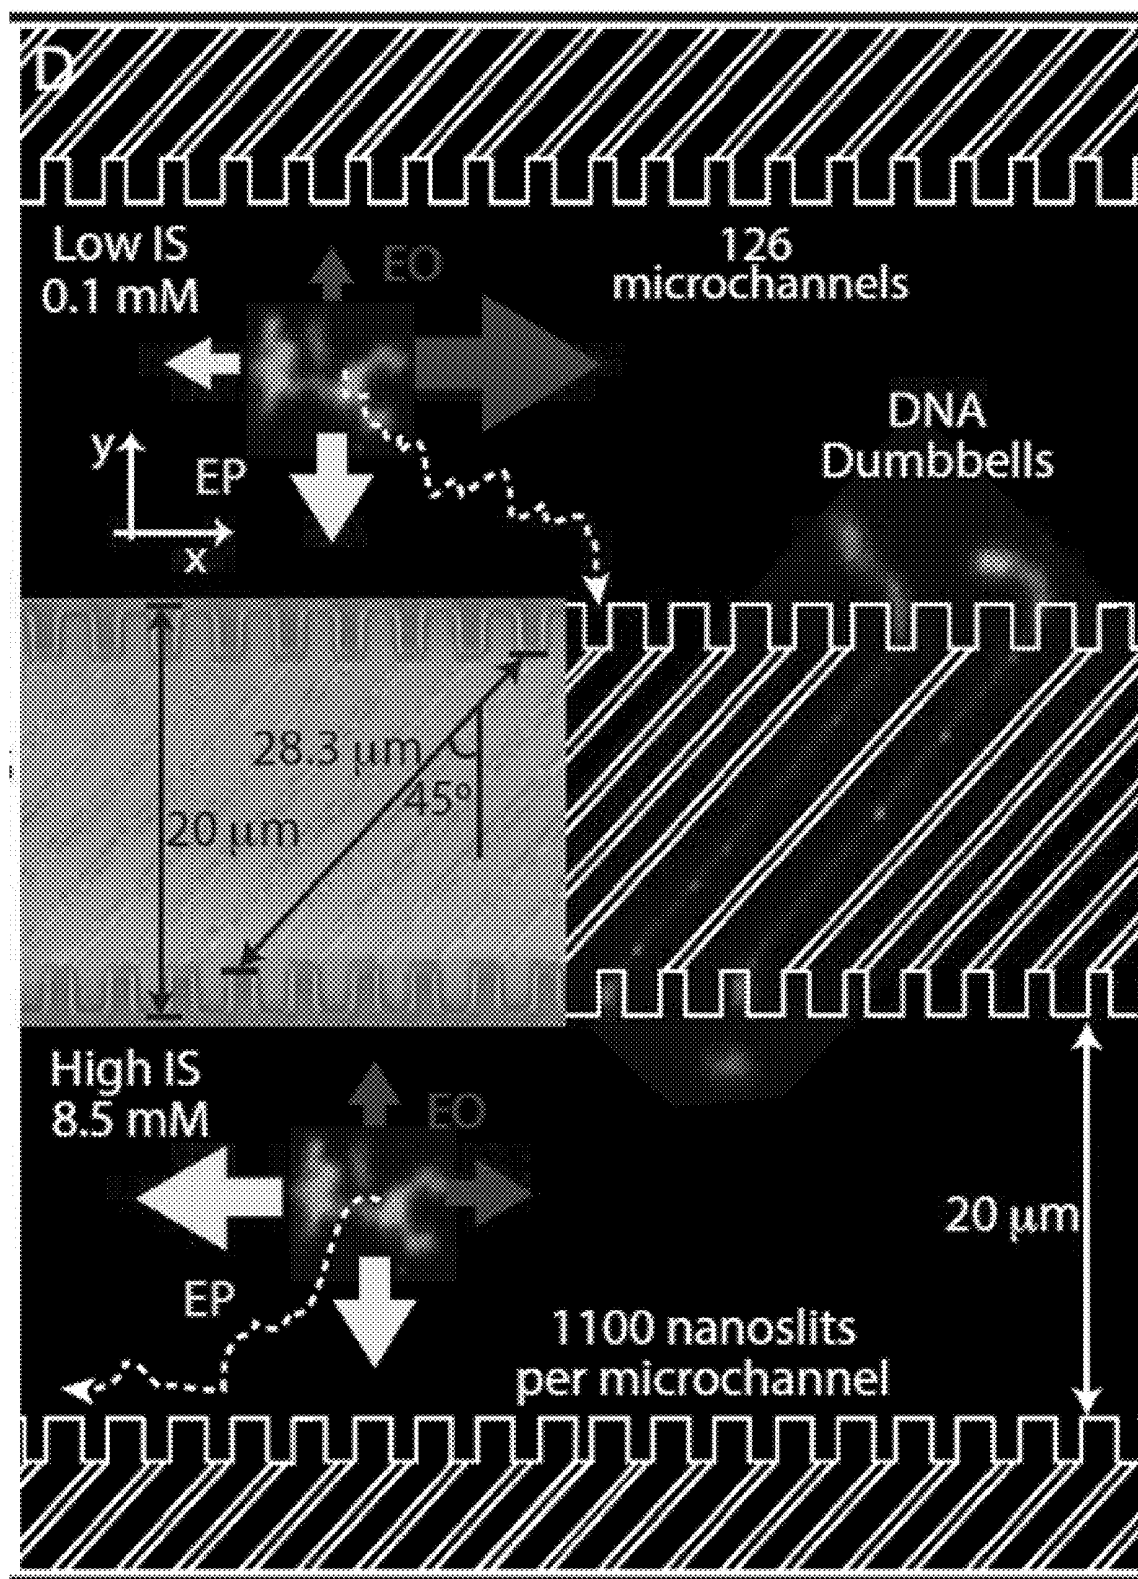 D
Low IS
0.1 mM
EO
126
microchannels
DNA
Dumbbells
y
EP
x
28.3 μm
45º
20 μm
High IS
8.5 mM
EO
20 μm
EP
1100 nanoslits
per microchannel